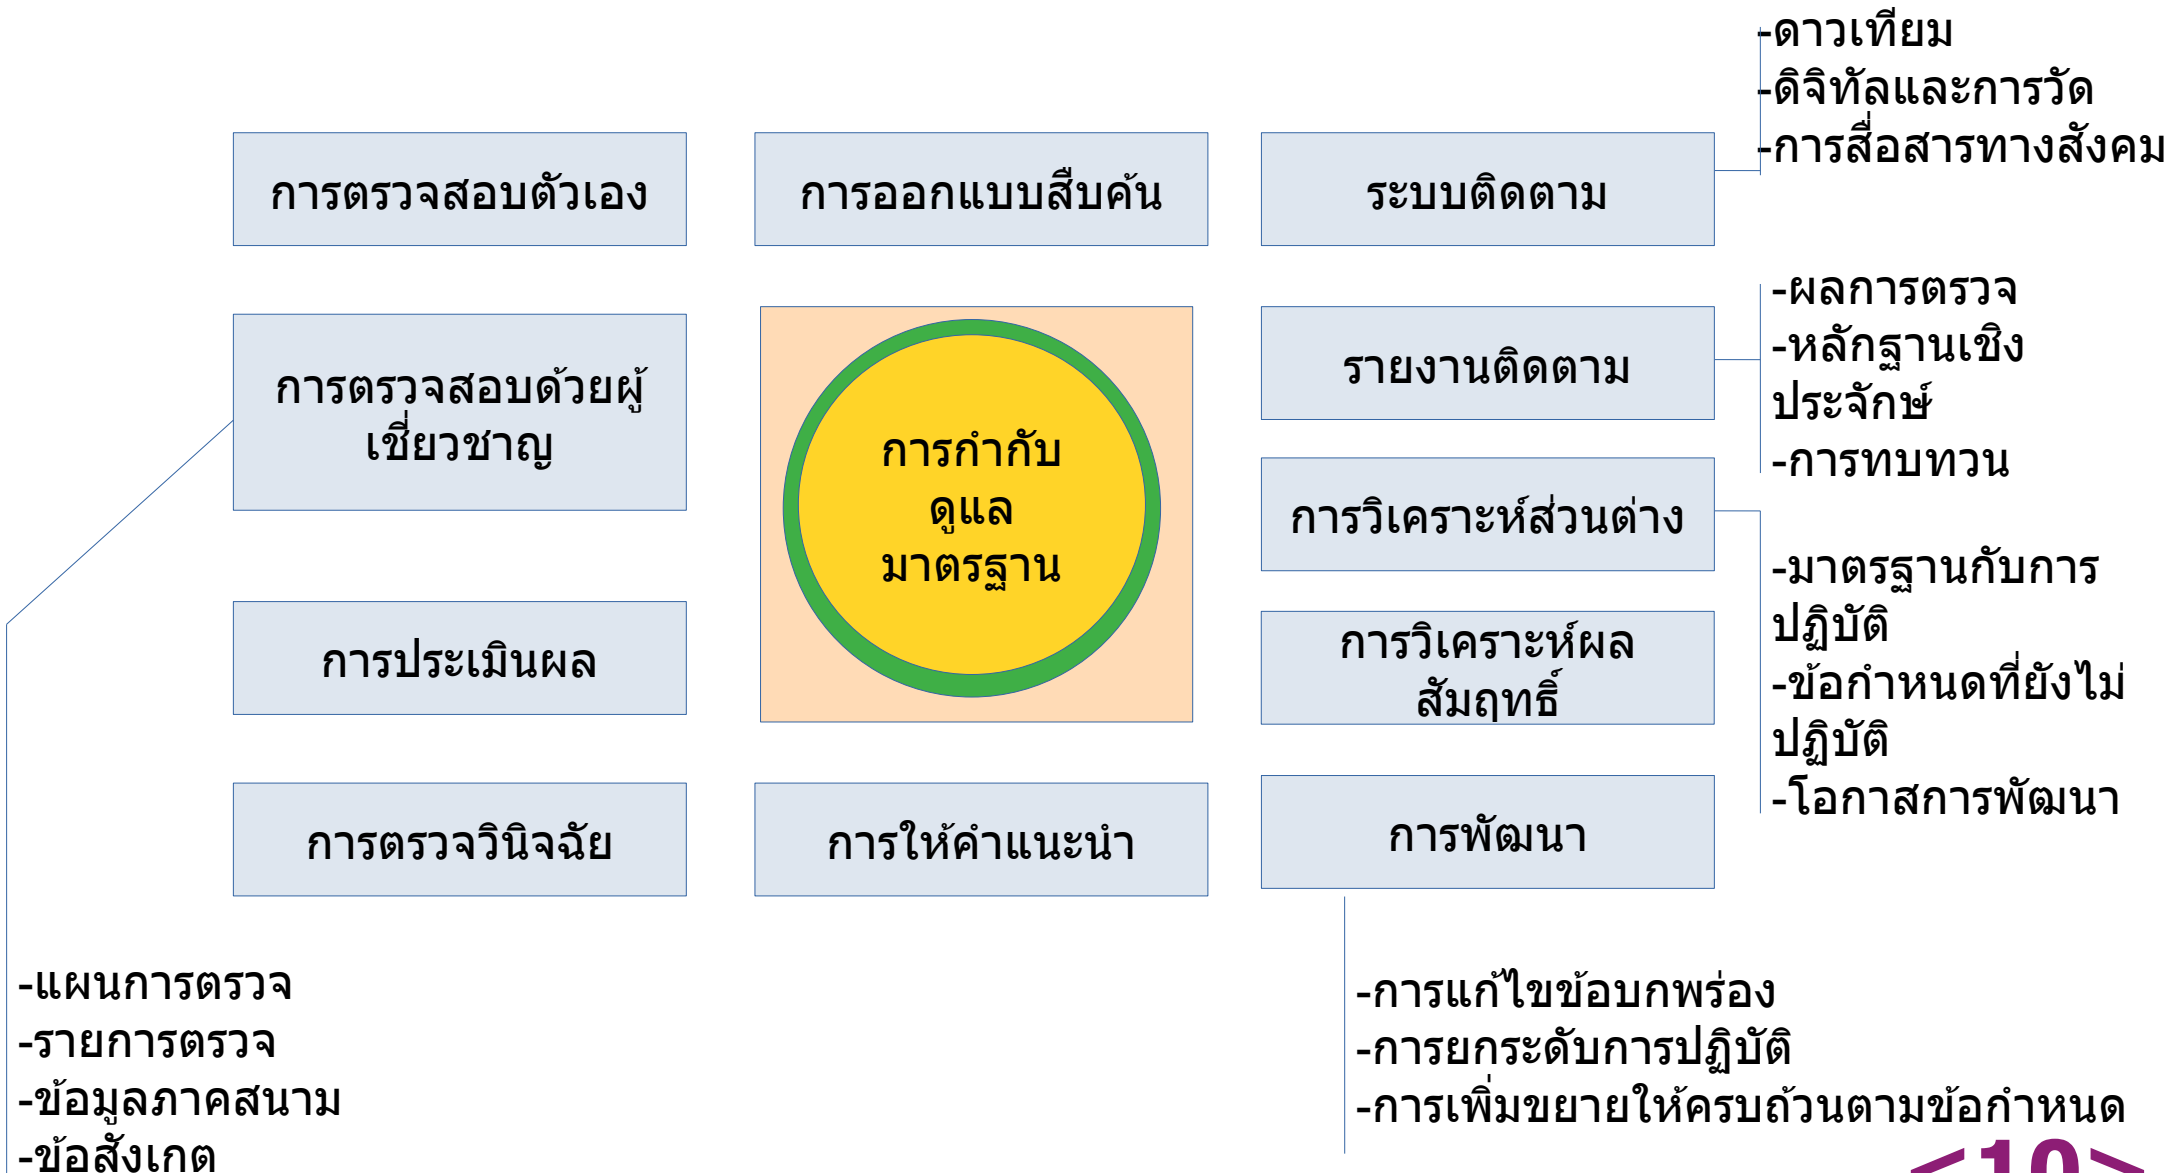 -ดาวเทียม
-ดิจิทัลและการวัด
-การสื่อสารทางสังคม
การตรวจสอบตัวเอง
การออกแบบสืบค้น
ระบบติดตาม
การตรวจสอบด้วยผู้
เชี่ยวชาญ
การกำกับ
ดูแล
มาตรฐาน
รายงานติดตาม
-ผลการตรวจ
-หลักฐานเชิง
ประจักษ์
-การทบทวน
การวิเคราะห์ส่วนต่าง
-มาตรฐานกับการ
ปฏิบัติ
-ข้อกำหนดที่ยังไม่
ปฏิบัติ
-โอกาสการพัฒนา
การประเมินผล
การวิเคราะห์ผล
สัมฤทธิ์
การตรวจวินิจฉัย
การให้คำแนะนำ
การพัฒนา
-แผนการตรวจ
-รายการตรวจ
-ข้อมูลภาคสนาม
-ข้อสังเกต
-การแก้ไขข้อบกพร่อง
-การยกระดับการปฏิบัติ
-การเพิ่มขยายให้ครบถ้วนตามข้อกำหนด
<10>